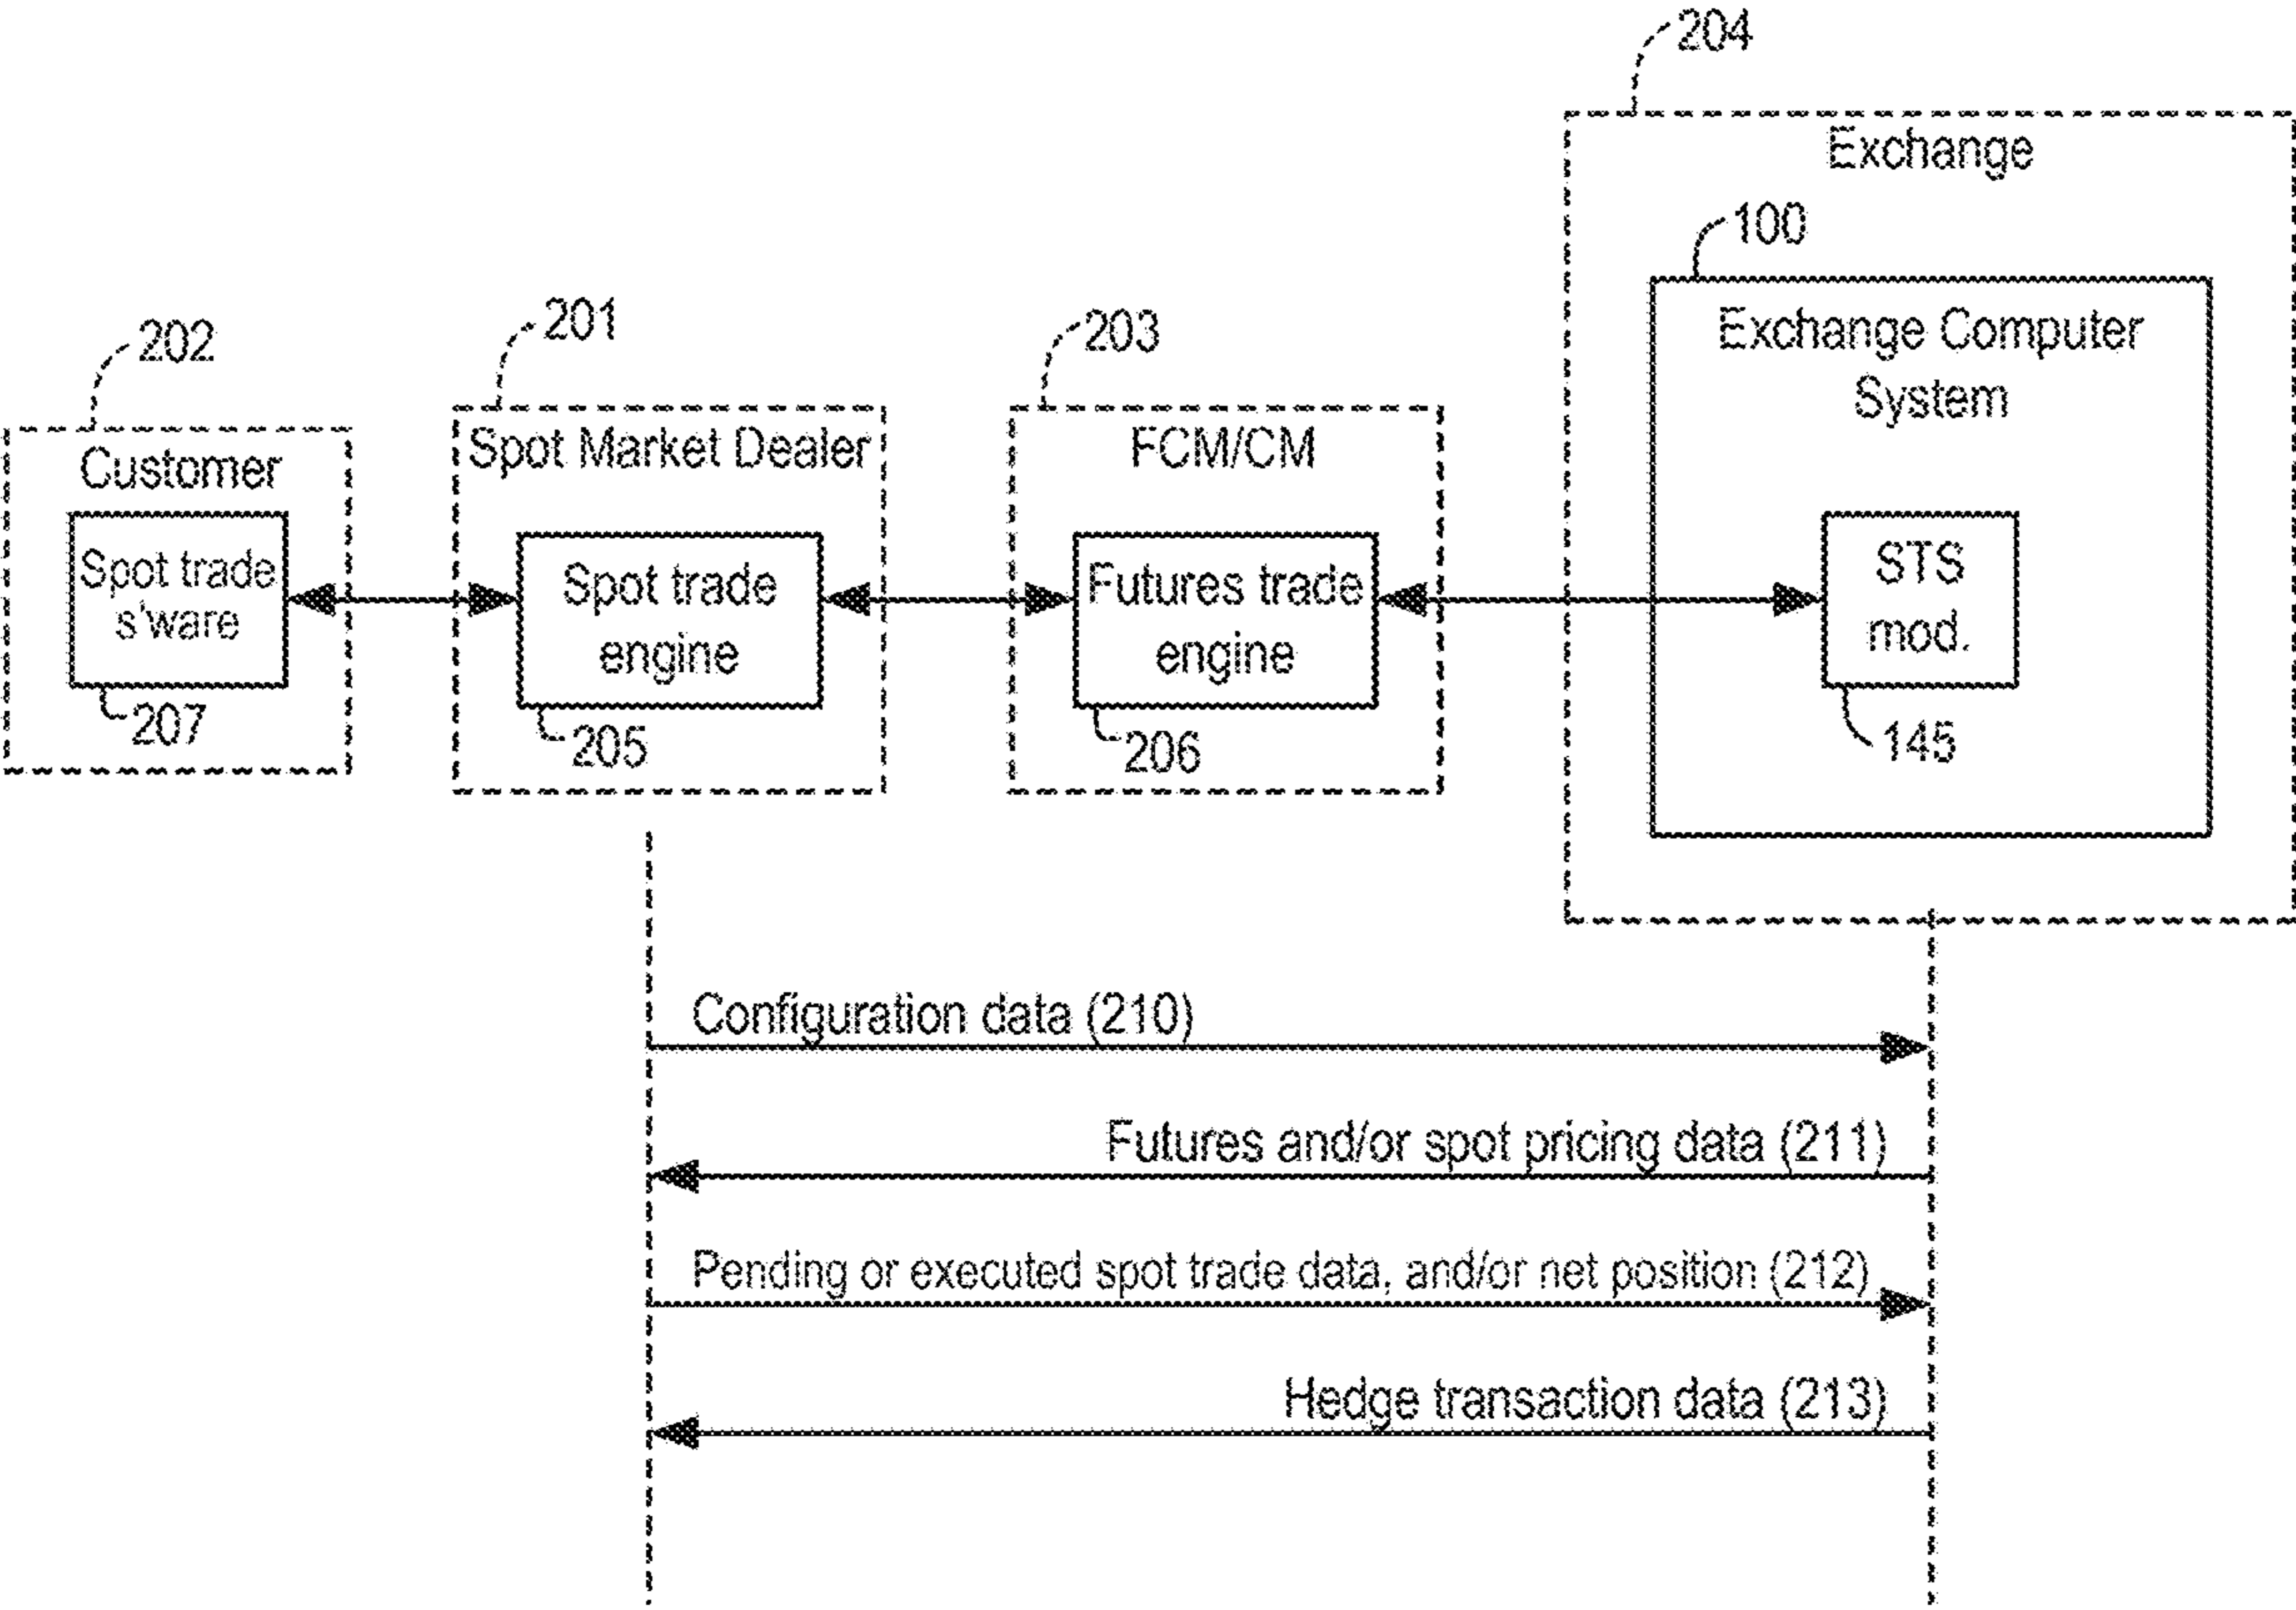 204
Exchange
100
Exchange Computer
System
202
201
203
Customer
Spot Market Dealer
FCM/CM
Spot trade
s'ware
Spot trade
engine
Futures trade
engine
STS
mod.
207
205
206
145
Configuration data (210)
Futures and/or spot pricing data (211)
Pending or executed spot trade data, and/or net position (212)
Hedge transaction data (213)